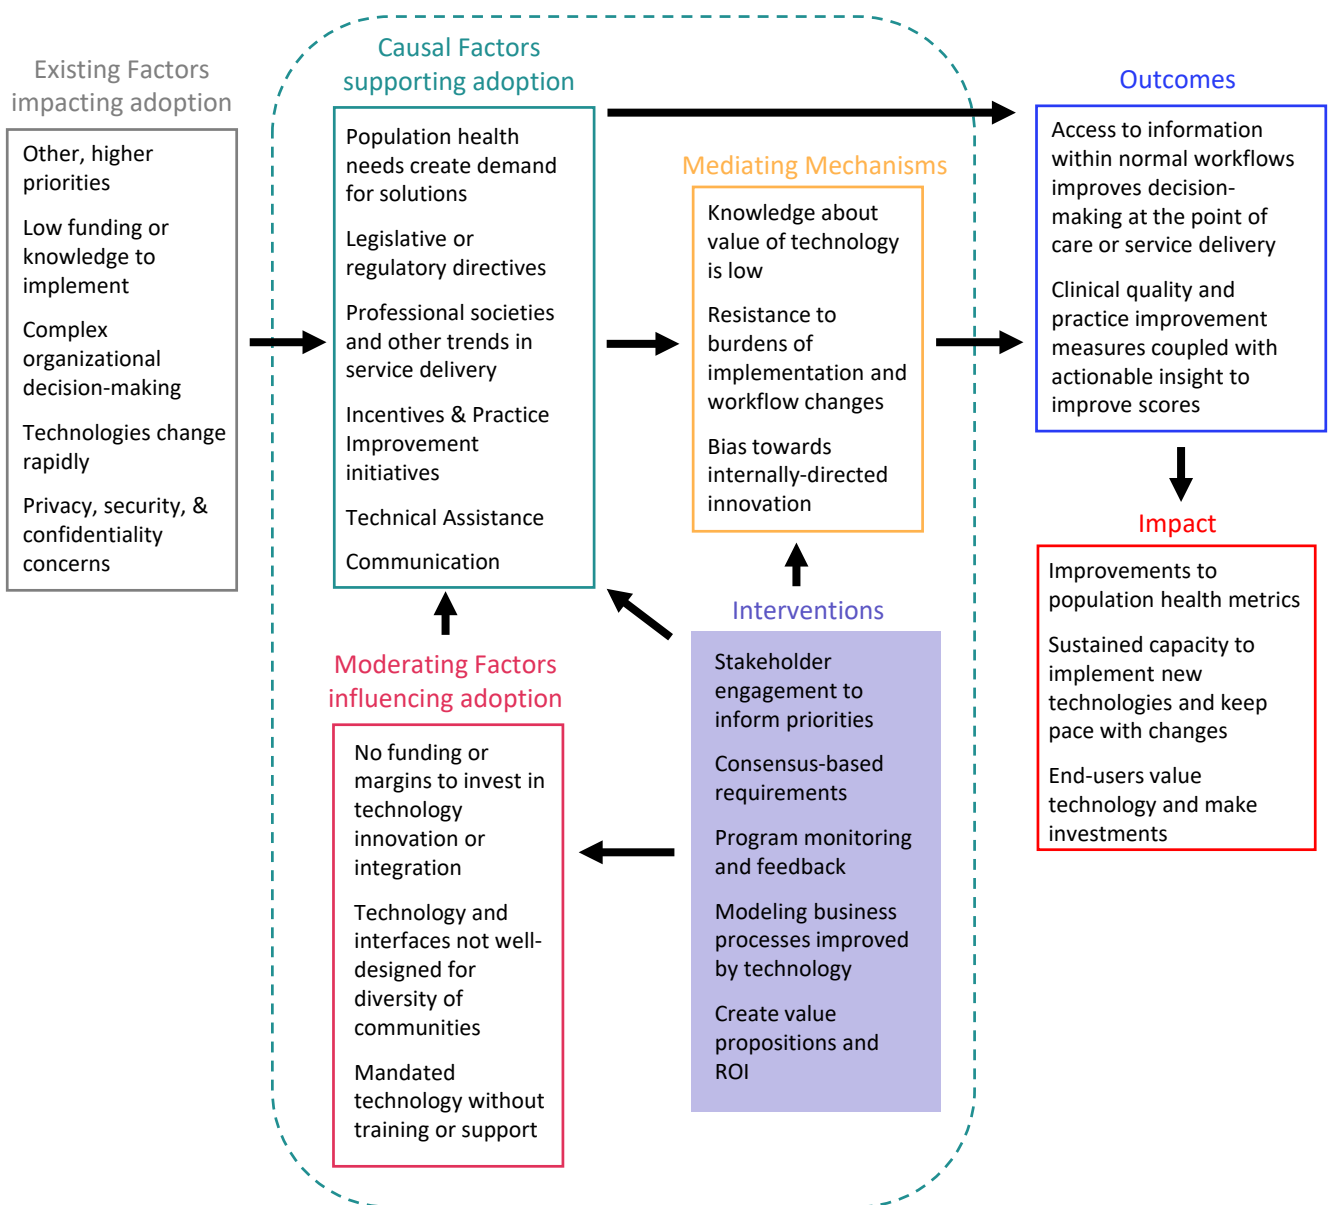 Existing Factors
impacting adoption
Other, higher
priorities
Low funding or
knowledge to
implement
Complex
organizational
decision-making
Technologies change
rapidly
Privacy, security, &
confidentiality
concerns
Causal Factors
supporting adoption
Population health
needs create demand
for solutions
Legislative or
regulatory directives
Professional societies
and other trends in
service delivery
Incentives & Practice
Improvement
initiatives
Technical Assistance
Communication
Moderating Factors
influencing adoption
No funding or
margins to invest in
technology
innovation or
integration
Technology and
interfaces not well-
designed for
diversity of
communities
Mandated
technology without
training or support
Mediating Mechanisms
Knowledge about
value of technology
is low
Resistance to
burdens of
implementation and
workflow changes
Bias towards
internally-directed
innovation
Interventions
Stakeholder
engagement to
inform priorities
Consensus-based
requirements
Program monitoring
and feedback
Modeling business
processes improved
by technology
Create value
propositions and
ROI
Outcomes
Access to information
within normal workflows
improves decision-
making at the point of
care or service delivery
Clinical quality and
practice improvement
measures coupled with
actionable insight to
improve scores
Impact
Improvements to
population health metrics
Sustained capacity to
implement new
technologies and keep
pace with changes
End-users value
technology and make
investments